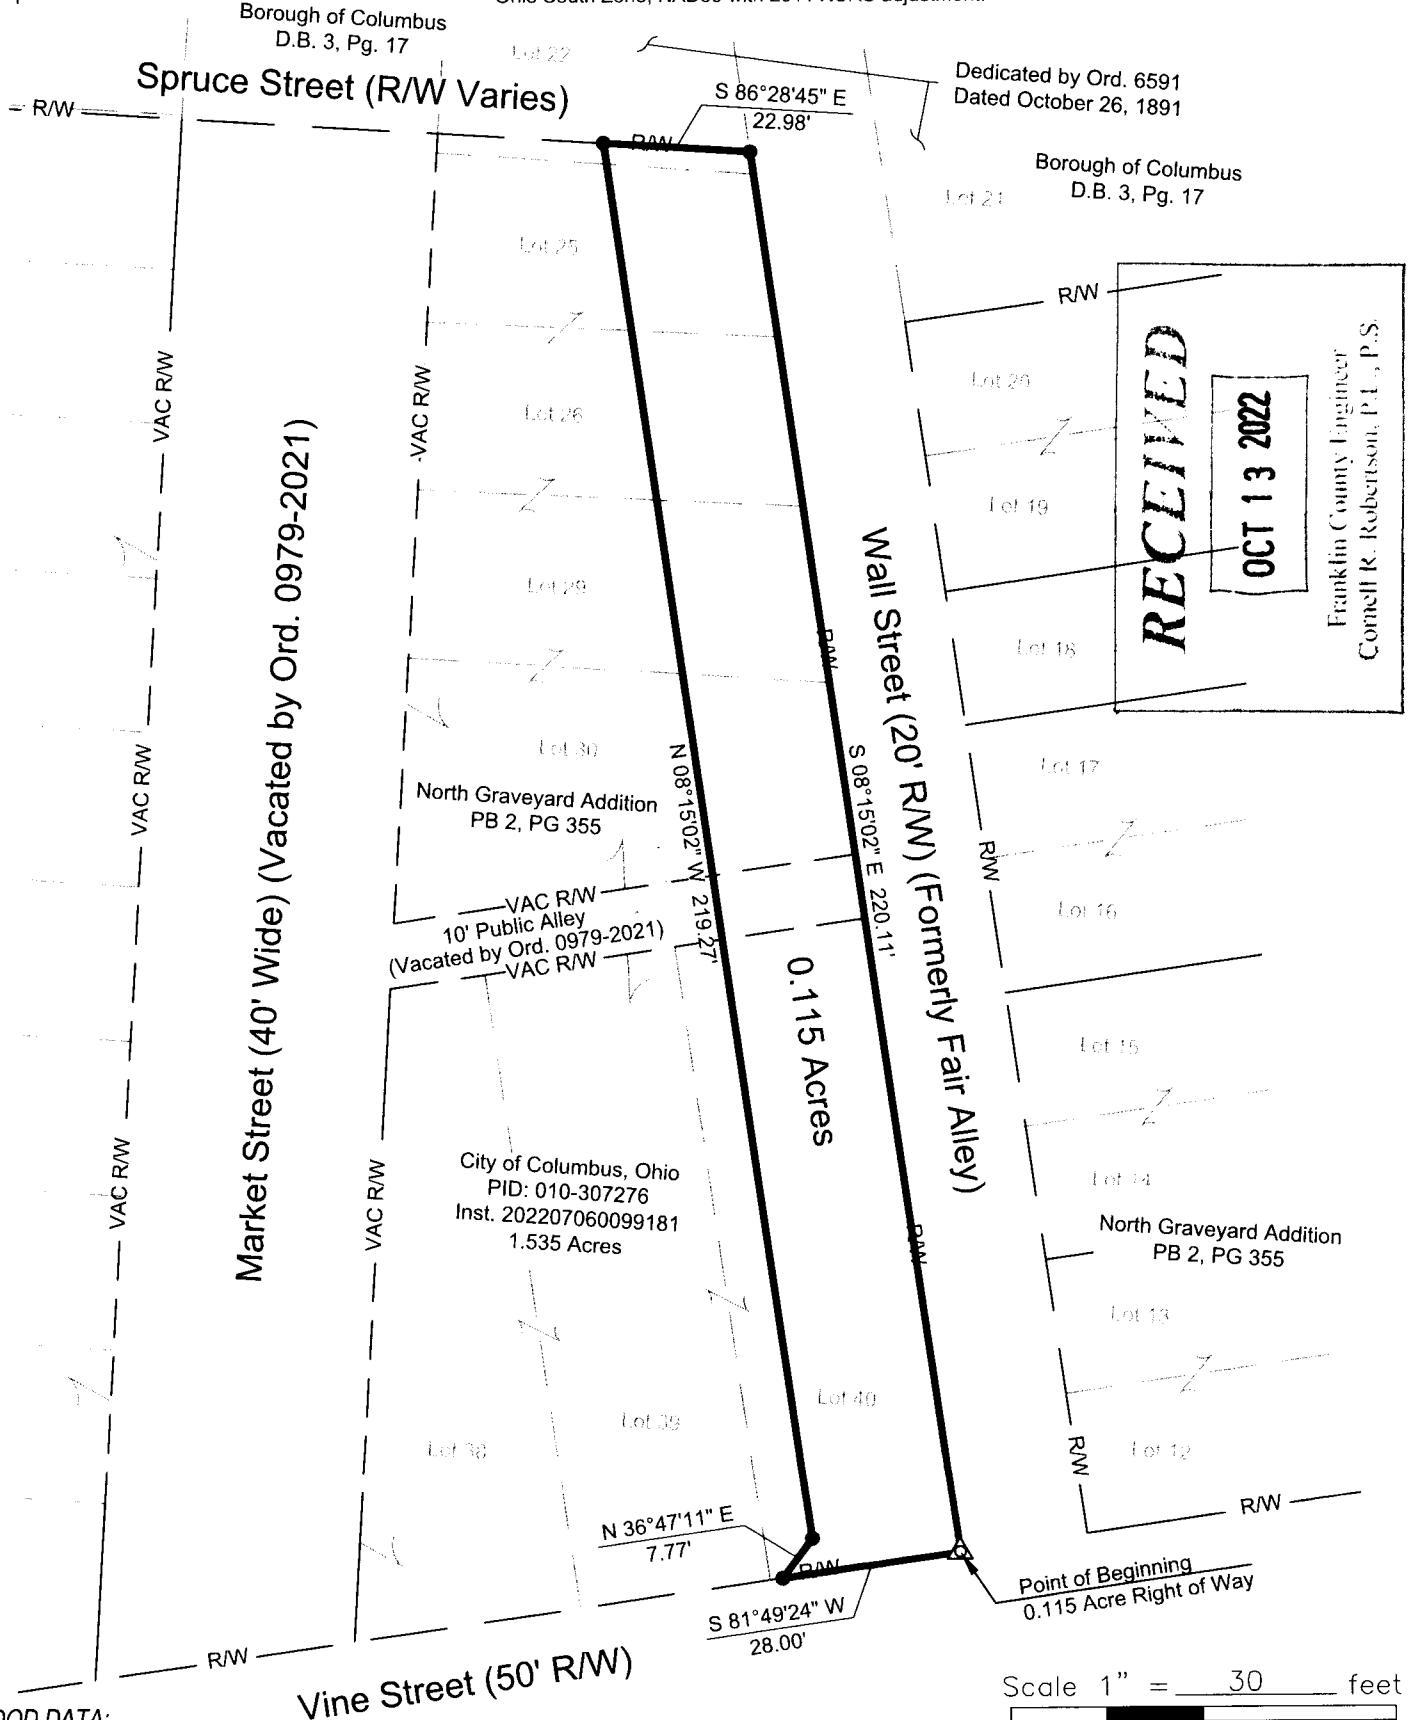 Borough of Columbus
D.B. 3, Pg. 17
Spruce Street (R/W Varies)
R/W
Lot 22
S 86°28'45" E
22.98'
R/W
Dedicated by Ord. 6591
Dated October 26, 1891
Borough of Columbus
D.B. 3, Pg. 17
Lot 21
R/W
Lot 25
Lot 20
Lot 26
Lot 19
Lot 29
Lot 18
Lot 30
Lot 17
RECEIVED
OCT 13 2022
Franklin County Engineer
Cornell R. Robertson, P.E., P.S.
VAC R/W
VAC R/W
VAC R/W
VAC R/W
VAC R/W
Market Street (40' Wide) (Vacated by Ord. 0979-2021)
Wall Street (20' R/W) (Formerly Fair Alley)
R/W
R/W
R/W
R/W
N 08°15'02" W 219.27'
S 08°15'02" E 220.11'
North Graveyard Addition
PB 2, PG 355
VAC R/W
10' Public Alley
(Vacated by Ord. 0979-2021)
VAC R/W
Lot 16
0.115 Acres
Lot 15
City of Columbus, Ohio
PID: 010-307276
Inst. 202207060099181
1.535 Acres
Lot 14
North Graveyard Addition
PB 2, PG 355
Lot 13
Lot 40
Lot 39
Lot 38
Lot 12
R/W
N 36°47'11" E
7.77'
R/W
S 81°49'24" W
28.00'
Point of Beginning
0.115 Acre Right of Way
R/W
Vine Street (50' R/W)
Scale 1" = 30 feet